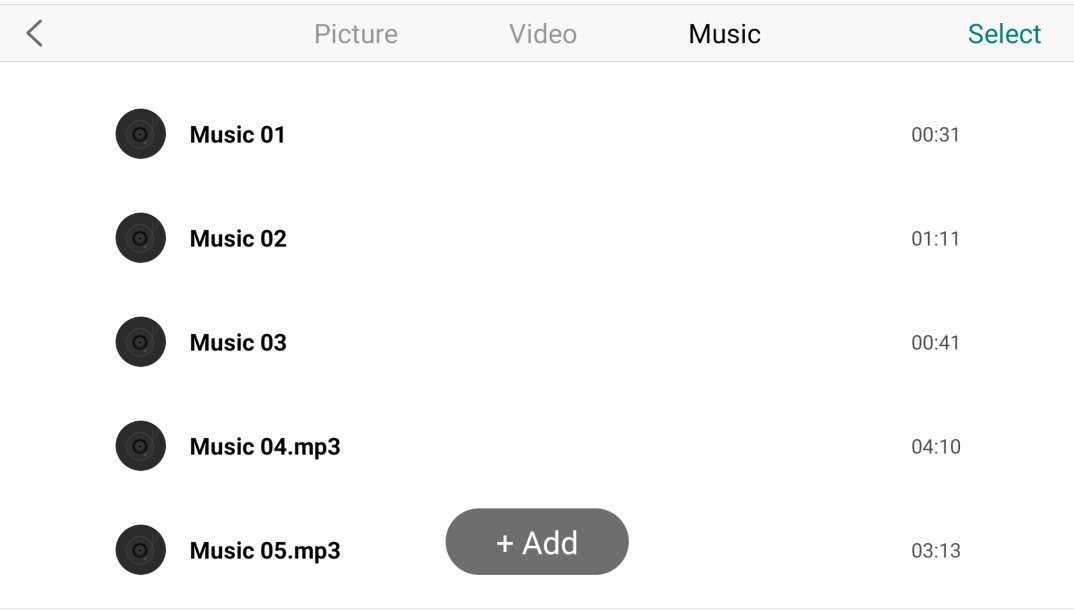 Picture Video Music Select
Music 01 00:31
Music 02 01:11
Music 03 00:41
Music 04.mp3 04:10
Music 05.mp3 + Add 03:13